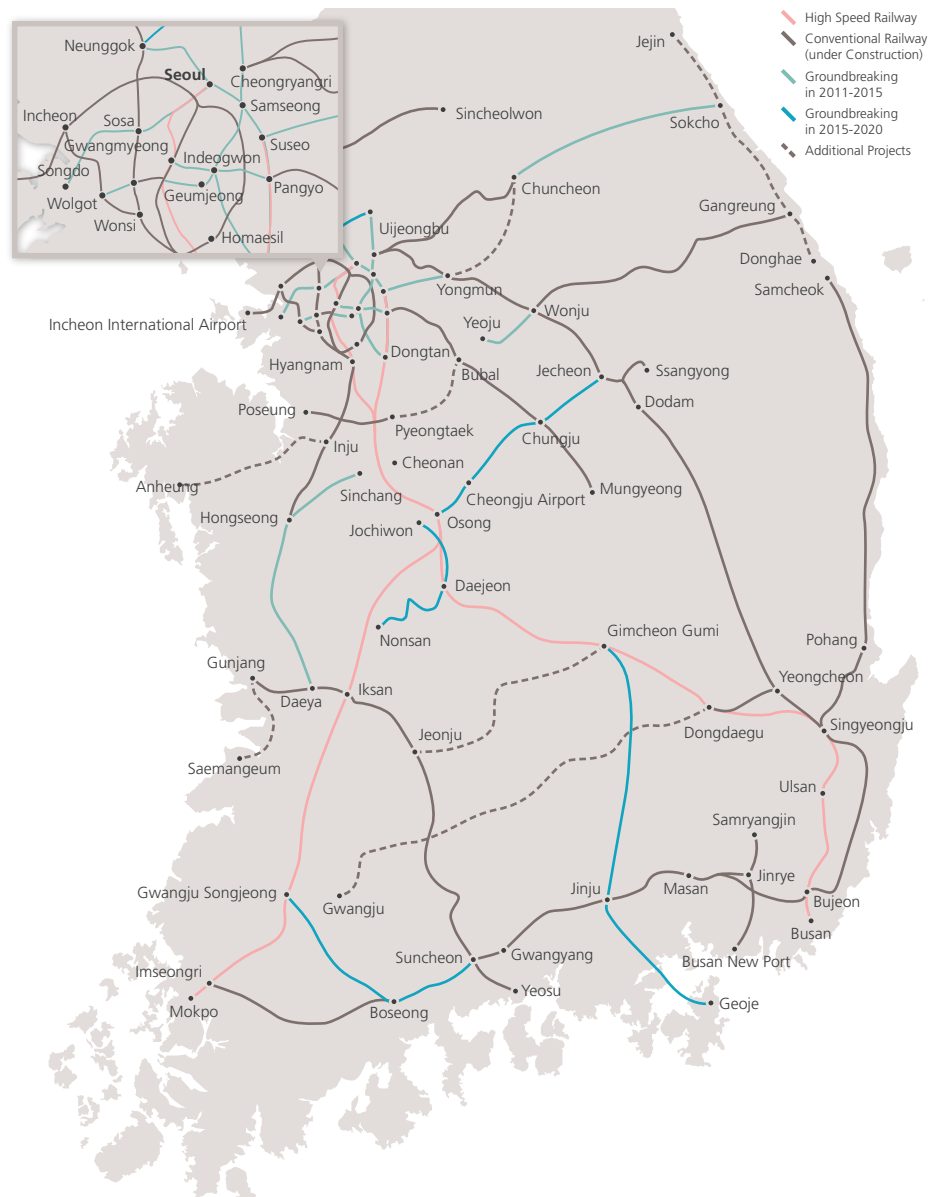 High Speed Railway
Conventional Railway
(under Construction)
Groundbreaking
in 2011-2015
Groundbreaking
in 2015-2020
Additional Projects
Neunggok
Seoul
Cheongryangri
Samseong
Incheon
Sosa
Gwangmyeong
Suseo
Indeogwon
Songdo
Pangyo
Geumjeong
Wolgot
Wonsi
Homaesil
Jejin
Sincheolwon
Sokcho
Chuncheon
Gangreung
Uijeongbu
Donghae
Samcheok
Yongmun
Incheon International Airport
Yeoju
Wonju
Hyangnam
Dongtan
Bubal
Jecheon
Ssangyong
Dodam
Poseung
Pyeongtaek
Chungju
Inju
Cheonan
Anheung
Sinchang
Cheongju Airport
Mungyeong
Hongseong
Jochiwon
Osong
Daejeon
Nonsan
Gimcheon Gumi
Pohang
Gunjang
Yeongcheon
Daeya
Iksan
Jeonju
Dongdaegu
Singyeongju
Saemangeum
Ulsan
Samryangjin
Gwangju Songjeong
Gwangju
Jinju
Masan
Jinrye
Bujeon
Busan
Suncheon
Gwangyang
Busan New Port
Imseongri
Yeosu
Mokpo
Boseong
Geoje